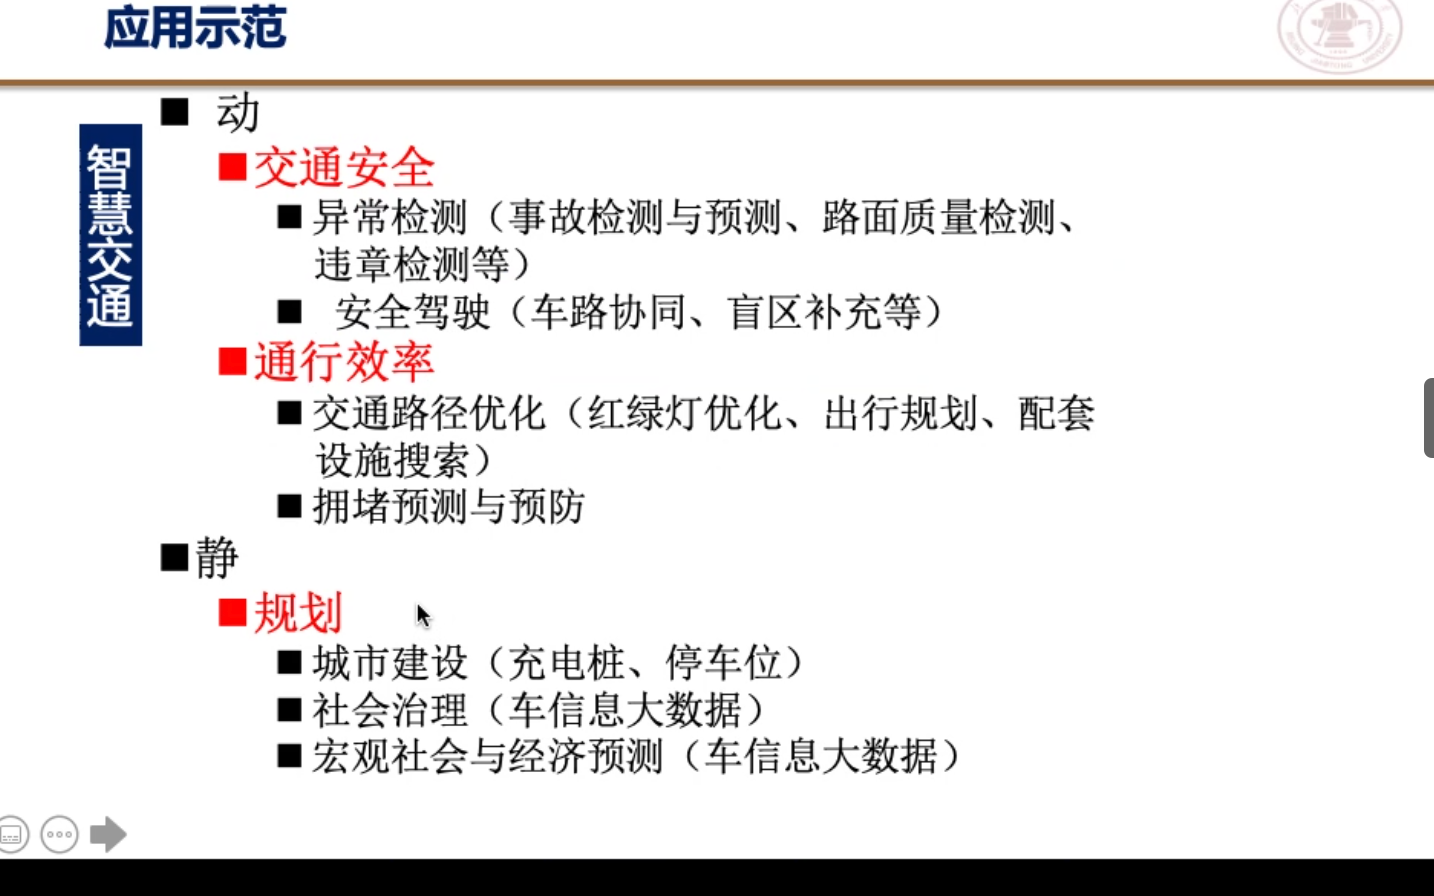 应用示范
智慧交通
■ 动
■交通安全
■异常检测（事故检测与预测、路面质量检测、
违章检测等）
■ 安全驾驶（车路协同、盲区补充等）
■通行效率
■交通路径优化（红绿灯优化、出行规划、配套
设施搜索）
■拥堵预测与预防
■静
■规划
■城市建设（充电桩、停车位）
■社会治理（车信息大数据）
■宏观社会与经济预测（车信息大数据）